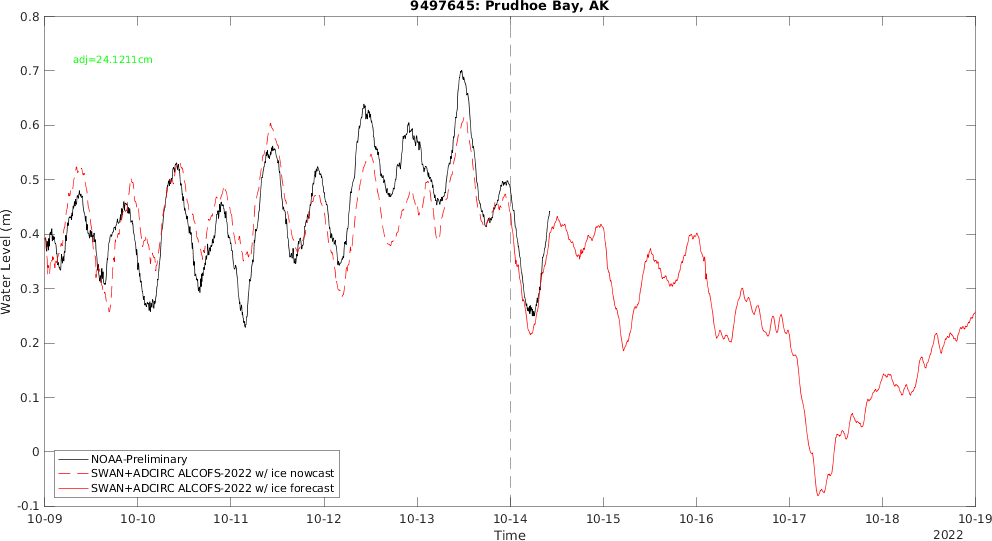 9497645: Prudhoe Bay, AK
0.8
adj=24.1211cm
0.7
0.6
0.5
0.4
0.3
0.2
0.1
0
-0.1
Water Level (m)
NOAA-Preliminary
SWAN+ADCIRC ALCOFS-2022 w/ ice nowcast
SWAN+ADCIRC ALCOFS-2022 w/ ice forecast
10-09 10-10 10-11 10-12 10-13 10-14 10-15 10-16 10-17 10-18 10-19
Time
2022